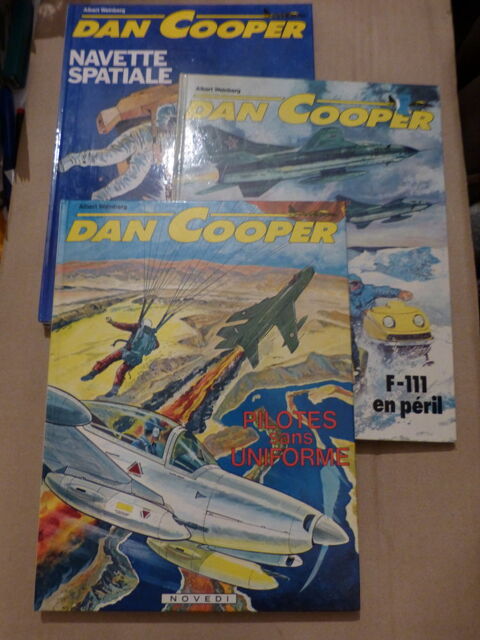 Albert Weinberg
DAN COOPER
NAVETTE
SPATIALE
Albert Weinberg
DAN COOPER
F-111
en péril
Albert Weinberg
DAN COOPER
PILOTES
sans
UNIFORME
NOVEDI